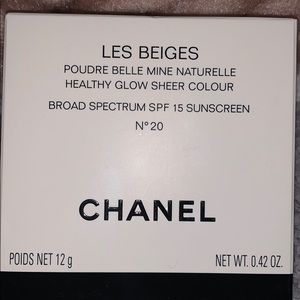 LES BEIGES
POUDRE BELLE MINE NATURELLE
HEALTHY GLOW SHEER COLOUR
BROAD SPECTRUM SPF 15 SUNSCREEN
N°20
CHANEL
POIDS NET 12 g NET WT. 0.42 OZ.